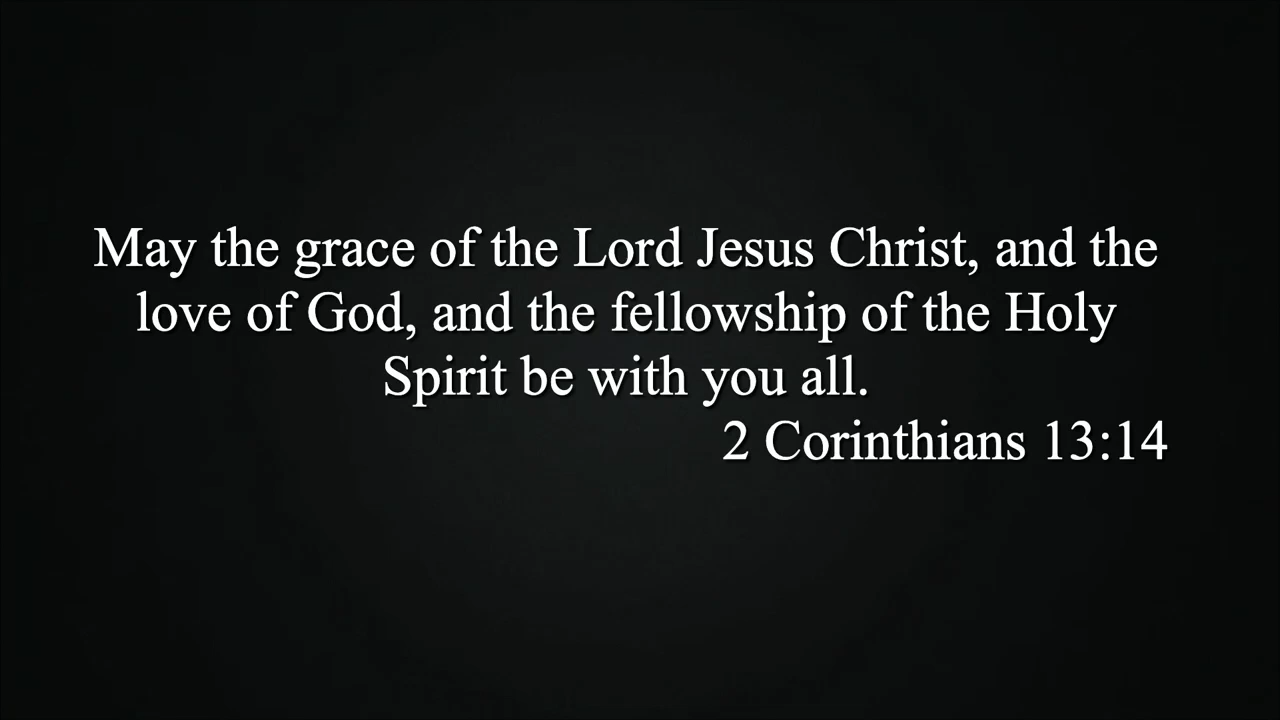 May the grace of the Lord Jesus Christ, and the
love of God, and the fellowship of the Holy
Spirit be with you all.
2 Corinthians 13:14